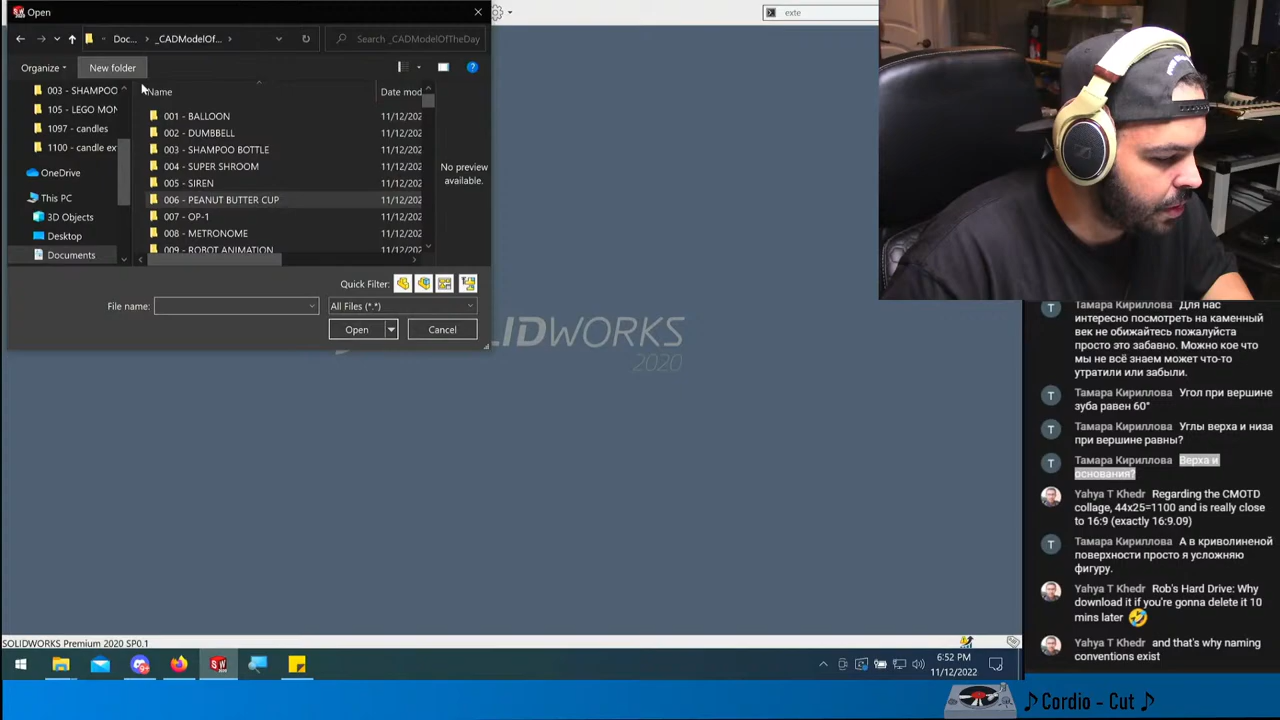 Open
exte
Doc... › _CADModelOf... ›
Search _CADModelOfTheDay
Organize
New folder
003 - SHAMPOO
105 - LEGO MON
1097 - candles
1100 - candle ex
OneDrive
This PC
3D Objects
Desktop
Documents
Name
Date mod
001 - BALLOON
11/12/202
002 - DUMBBELL
11/12/202
003 - SHAMPOO BOTTLE
11/12/202
004 - SUPER SHROOM
11/12/202
005 - SIREN
11/12/202
006 - PEANUT BUTTER CUP
11/12/202
007 - OP-1
11/12/202
008 - METRONOME
11/12/202
009 - ROBOT ANIMATION
11/12/202
No preview
available.
Quick Filter:
File name:
All Files (*.*)
Open
Cancel
LIDWORKS
2020
Тамара Кириллова Для нас
интересно посмотреть на каменный
век не обижайтесь пожалуйста
просто это забавно. Можно кое что
мы не всё знаем может что-то
утратили или забыли.
Тамара Кириллова Угол при вершине
зуба равен 60°
Тамара Кириллова Углы верха и низа
при вершине равны?
Тамара Кириллова Верха и
основания?
Yahya T Khedr Regarding the CMOTD
collage, 44x25=1100 and is really close
to 16:9 (exactly 16:9.09)
Тамара Кириллова А в криволиненой
поверхности просто я усложняю
фигуру.
Yahya T Khedr Rob's Hard Drive: Why
download it if you're gonna delete it 10
mins later 🤣
Yahya T Khedr and that's why naming
conventions exist
SOLIDWORKS Premium 2020 SP0.1
6:52 PM
11/12/2022
♪ Cordio - Cut ♪